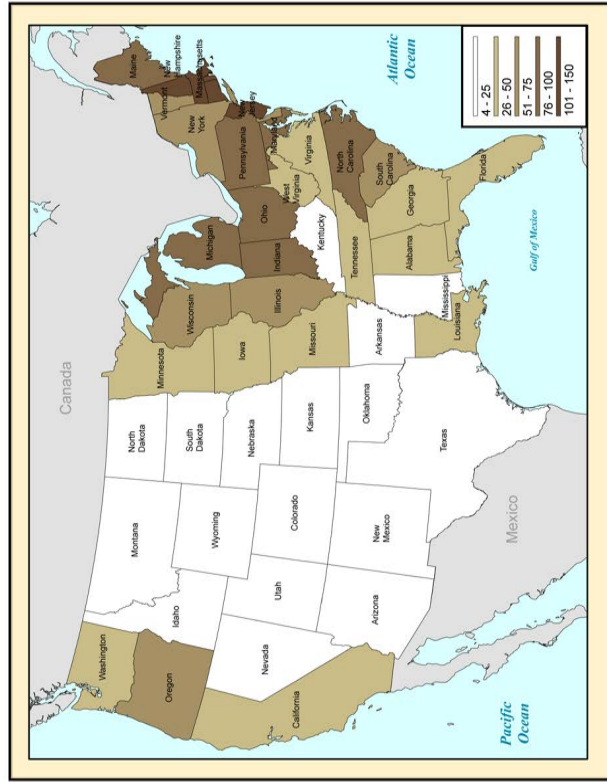 Canada
Washington
Oregon
California
Nevada
Idaho
Montana
Wyoming
Utah
Arizona
Colorado
New
Mexico
North
Dakota
South
Dakota
Nebraska
Kansas
Oklahoma
Texas
Minnesota
Iowa
Missouri
Arkansas
Louisiana
Wisconsin
Illinois
Mississippi
Michigan
Indiana
Ohio
Kentucky
Tennessee
Alabama
Georgia
Florida
South
Carolina
North
Carolina
Virginia
West
Virginia
Maryland
Pennsylvania
New
Jersey
New
York
Vermont
New
Hampshire
Massachusetts
Maine
Mexico
Pacific
Ocean
Atlantic
Ocean
Gulf of Mexico
4 - 25
26 - 50
51 - 75
76 - 100
101 - 150